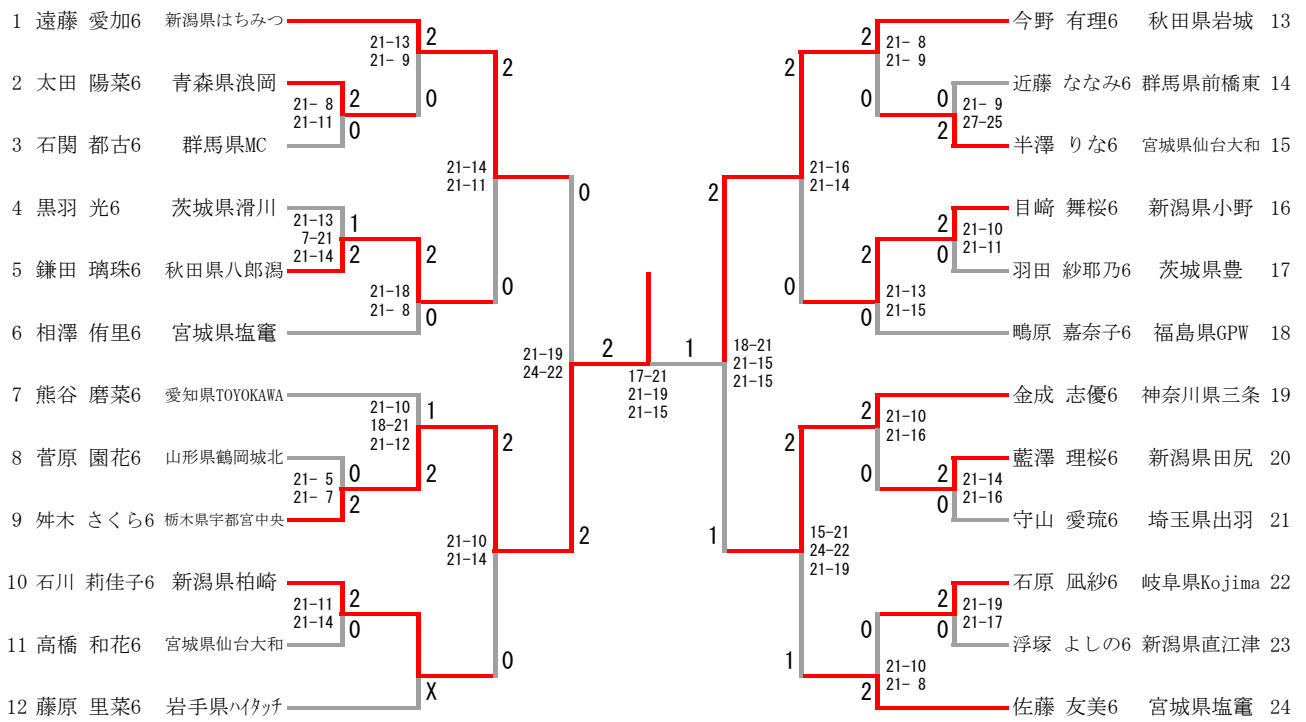 1 遠藤 愛加6 新潟県はちみつ
2 太田 陽菜6 青森県浪岡
3 石関 都古6 群馬県MC
4 黒羽 光6 茨城県滑川
5 鎌田 璃珠6 秋田県八郎潟
6 相澤 侑里6 宮城県塩竈
7 熊谷 磨菜6 愛知県TOYOKAWA
8 菅原 園花6 山形県鶴岡城北
9 舛木 さくら6 栃木県宇都宮中央
10 石川 莉佳子6 新潟県柏崎
11 高橋 和花6 宮城県仙台大和
12 藤原 里菜6 岩手県ハイタッチ
21-13 2
21- 9
0
21- 8 2
21-11 0
2
21-14
21-11
21-13 1
7-21
21-14 2
2
21-18
21- 8 0
0
0
21-19
24-22
21-10 1
18-21
21-12
2
21- 5 0
21- 7 2
2
21-10
21-14
2
21-11 2
21-14 0
X
0
2
17-21
21-19
21-15
1
2
18-21
21-15
21-15
1
2
21-16
21-14
0
2 21- 8
21- 9
0
0 21- 9
27-25
2
2 21-10
21-11
0
2
21-13
21-15
0
2
15-21
24-22
21-19
1
2 21-10
21-16
0
2 21-14
21-16
0
2 21-19
21-17
0
0
21-10
21- 8
2
今野 有理6 秋田県岩城 13
近藤 ななみ6 群馬県前橋東 14
半澤 りな6 宮城県仙台大和 15
目﨑 舞桜6 新潟県小野 16
羽田 紗耶乃6 茨城県豊 17
鴫原 嘉奈子6 福島県GPW 18
金成 志優6 神奈川県三条 19
藍澤 理桜6 新潟県田尻 20
守山 愛琉6 埼玉県出羽 21
石原 凪紗6 岐阜県Kojima 22
浮塚 よしの6 新潟県直江津 23
佐藤 友美6 宮城県塩竈 24